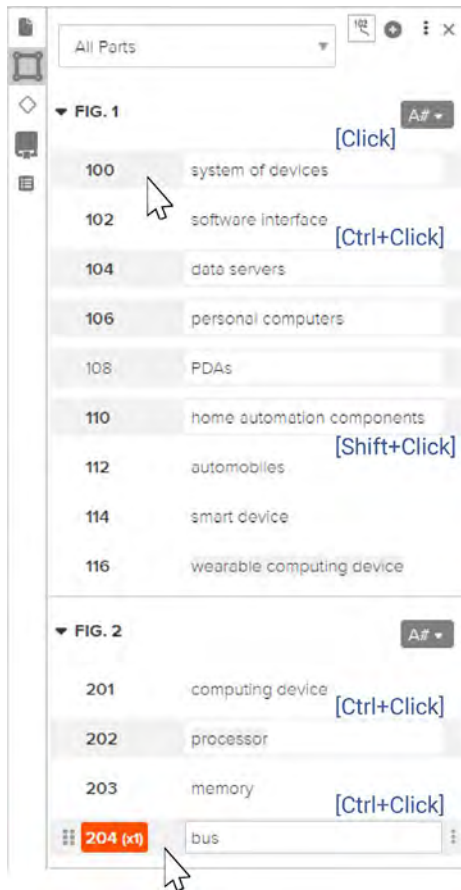 102
All Parts
FIG. 1
A#
[Click]
100 system of devices
102 software interface
[Ctrl+Click]
104 data servers
106 personal computers
108 PDAs
110 home automation components
[Shift+Click]
112 automobiles
114 smart device
116 wearable computing device
FIG. 2
A#
201 computing device
[Ctrl+Click]
202 processor
203 memory
[Ctrl+Click]
204 (x1) bus